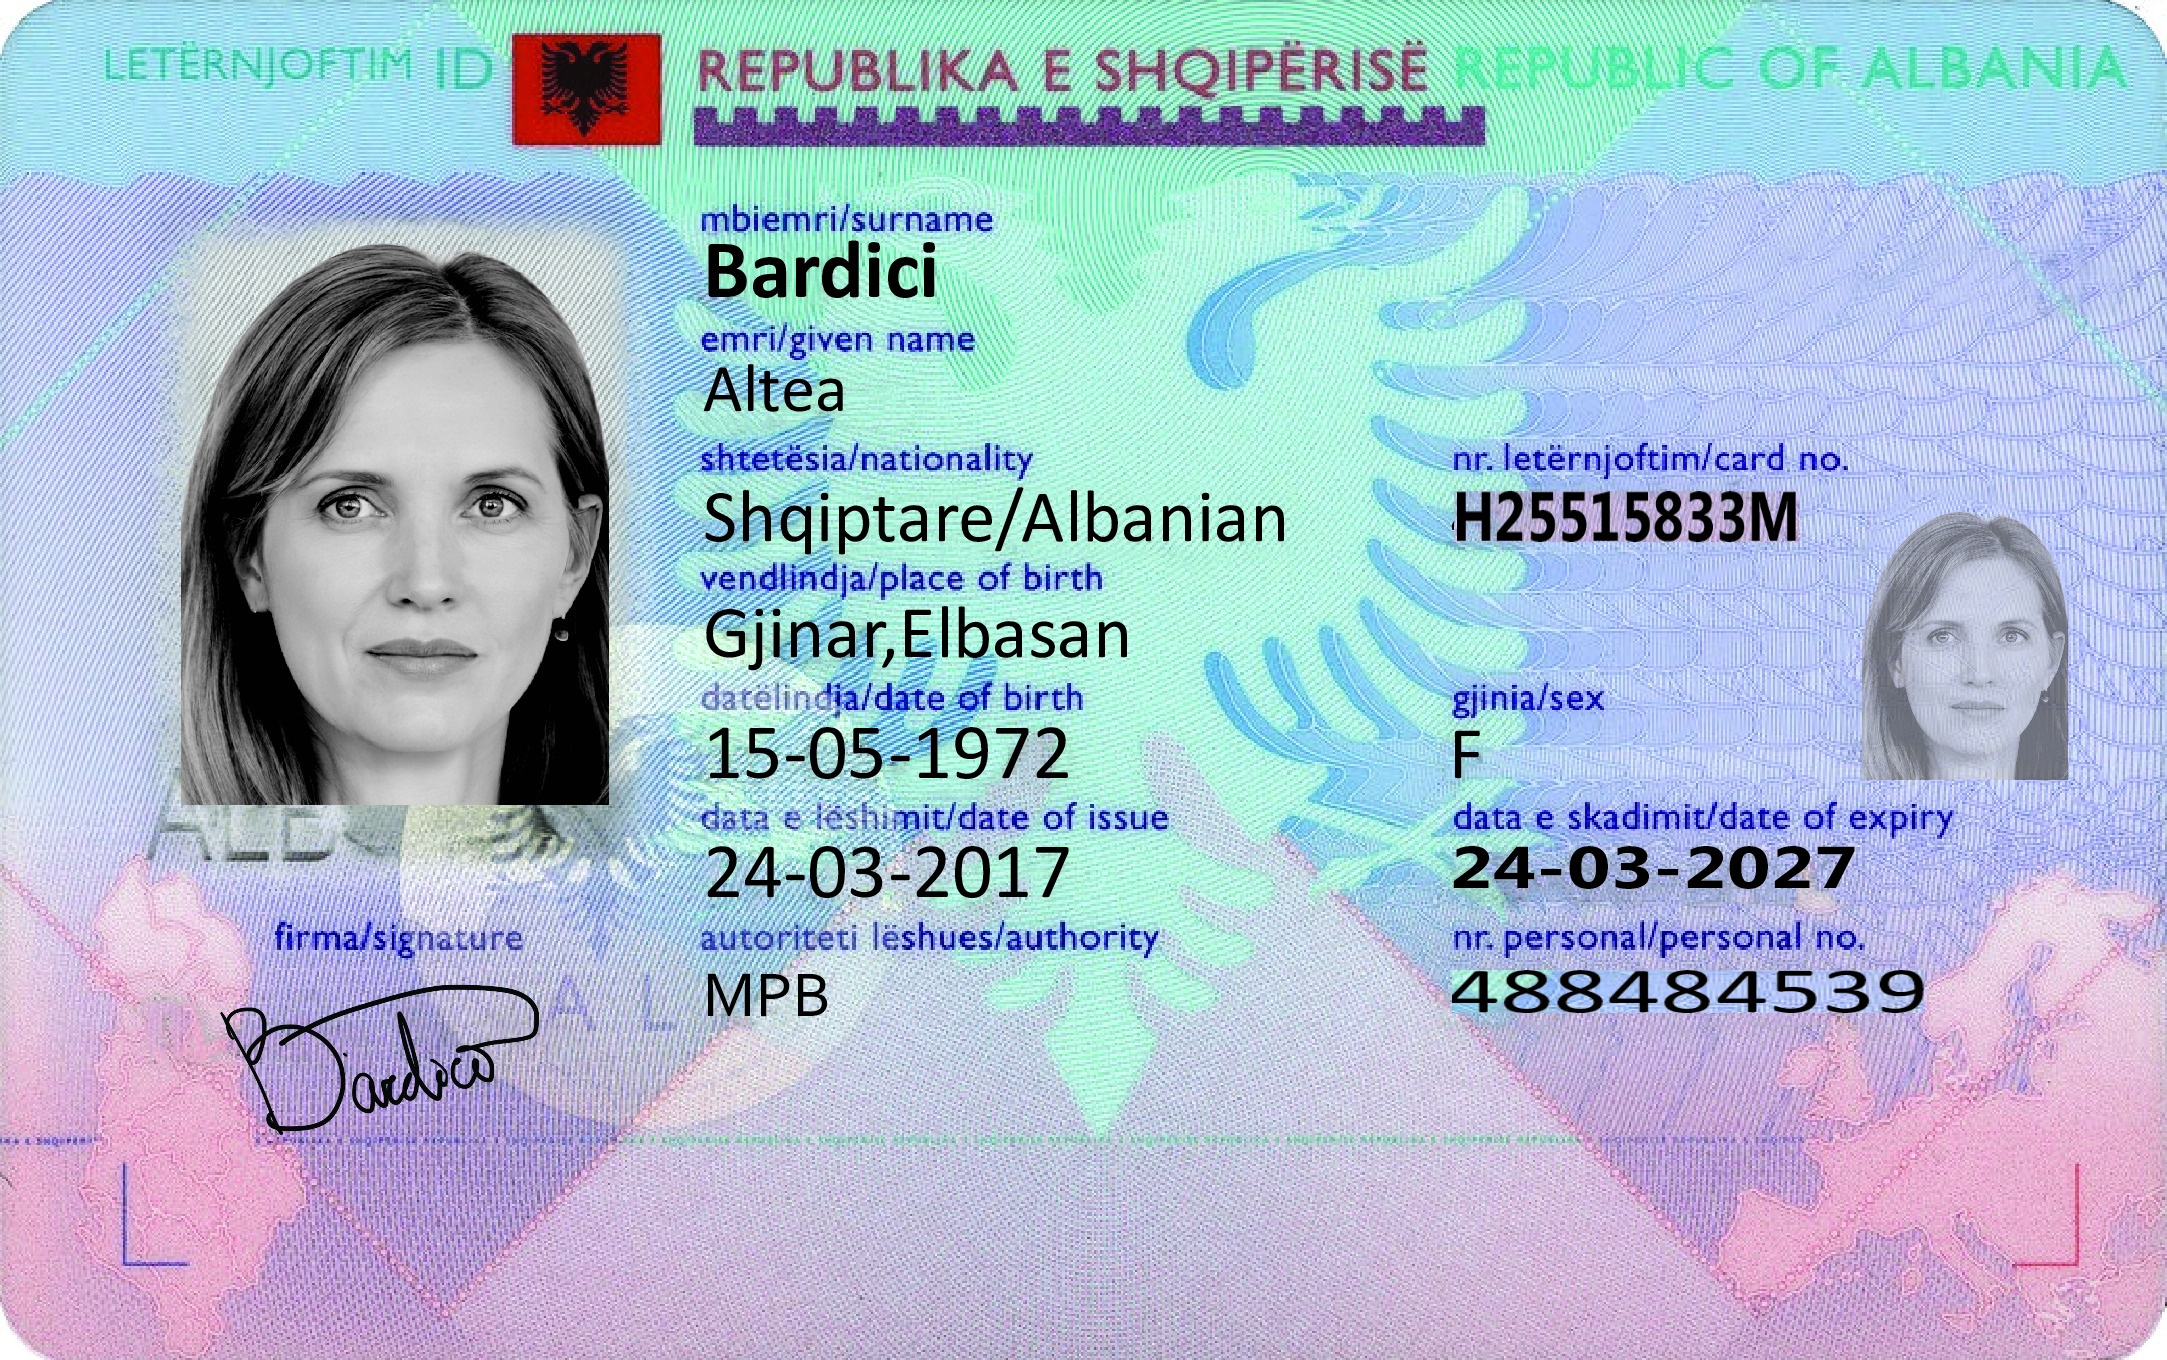 LETËRNJOFTIM ID REPUBLIKA E SHQIPËRISË REPUBLIC OF ALBANIA
mbiemri/surname
Bardici
emri/given name
Altea
shtetësia/nationality
Shqiptare/Albanian
nr. letërnjoftim/card no.
H25515833M
vendlindja/place of birth
Gjinar,Elbasan
datëlindja/date of birth
15-05-1972
gjinia/sex
F
data e lëshimit/date of issue
24-03-2017
data e skadimit/date of expiry
24-03-2027
firma/signature
Bardici
autoriteti lëshues/authority
MPB
nr. personal/personal no.
488484539